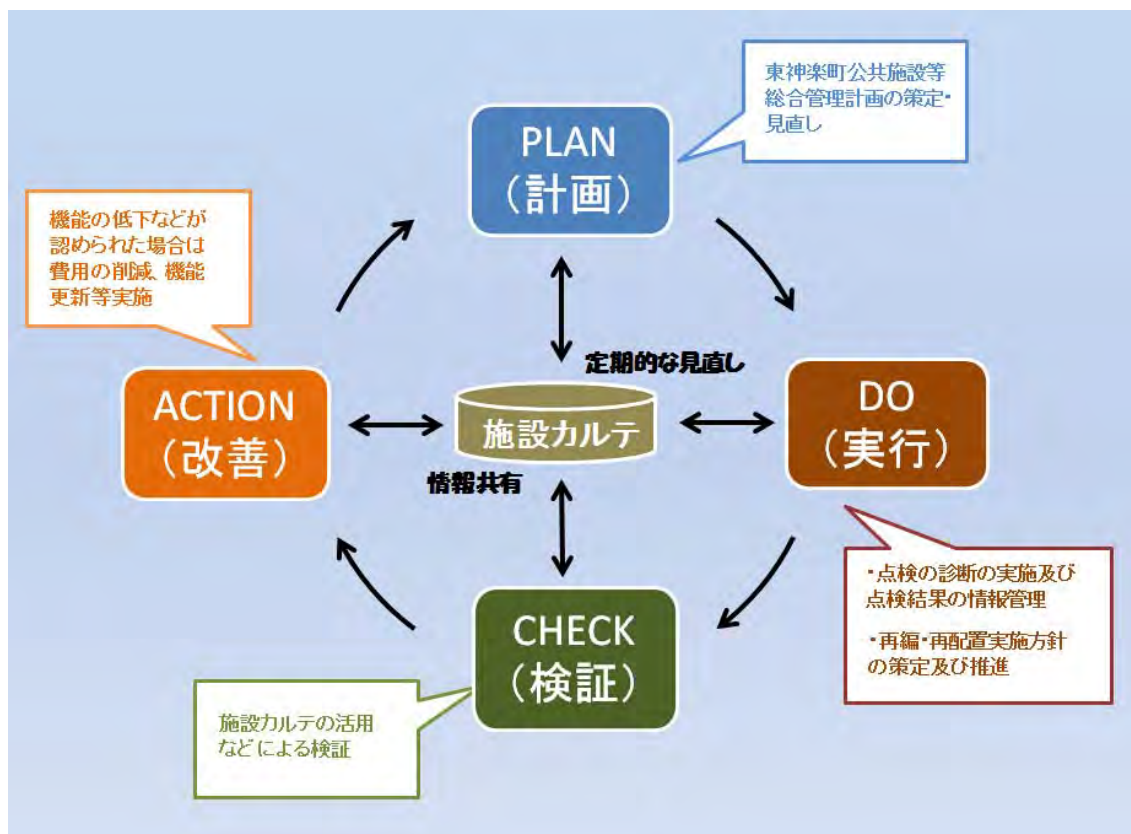 東神楽町公共施設等
総合管理計画の策定・
見直し
PLAN
（計画）
機能の低下などが
認められた場合は
費用の削減、機能
更新等実施
定期的な見直し
ACTION
（改善）
施設カルテ
DO
（実行）
情報共有
・点検の診断の実施及び
点検結果の情報管理
・再編・再配置実施方針
の策定及び推進
CHECK
（検証）
施設カルテの活用
などによる検証